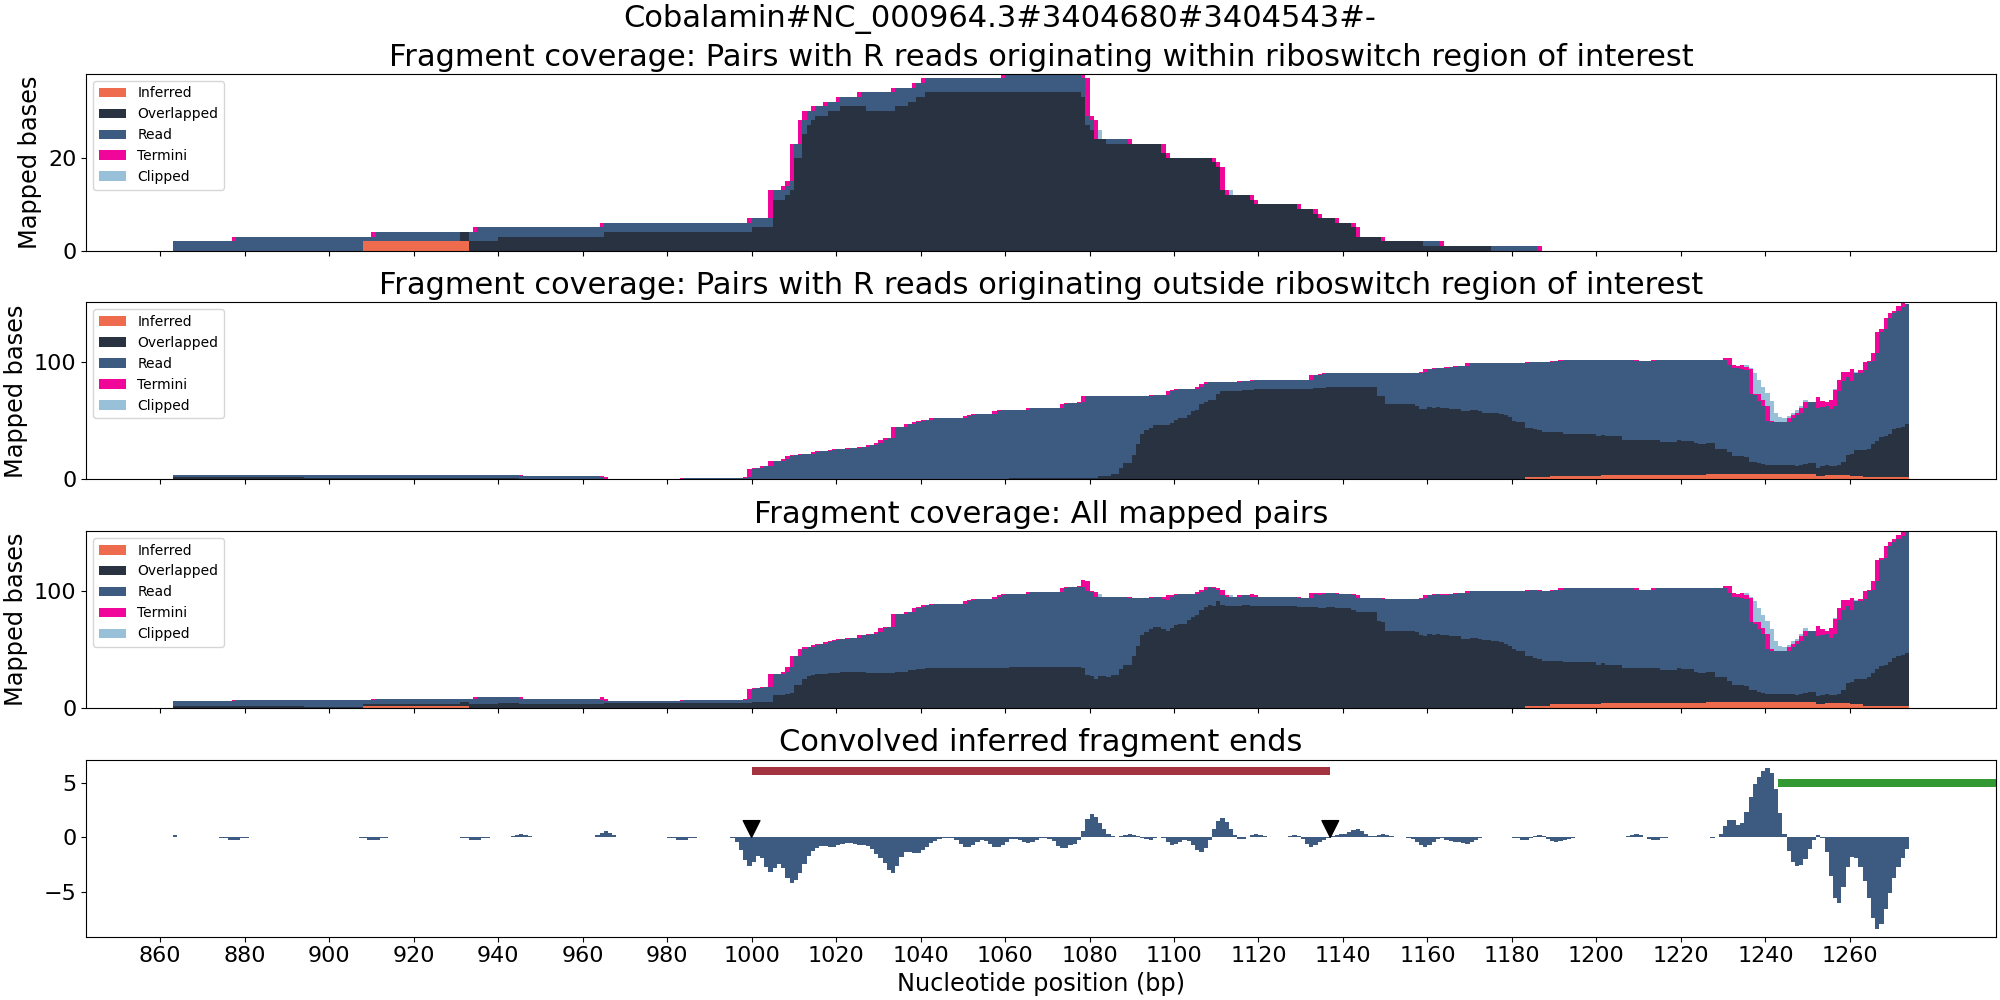 Cobalamin#NC_000964.3#3404680#3404543#-
Fragment coverage: Pairs with R reads originating within riboswitch region of interest
Mapped bases
20
0
Inferred
Overlapped
Read
Termini
Clipped
Fragment coverage: Pairs with R reads originating outside riboswitch region of interest
Mapped bases
100
0
Inferred
Overlapped
Read
Termini
Clipped
Fragment coverage: All mapped pairs
Mapped bases
100
0
Inferred
Overlapped
Read
Termini
Clipped
Convolved inferred fragment ends
5
0
−5
860 880 900 920 940 960 980 1000 1020 1040 1060 1080 1100 1120 1140 1160 1180 1200 1220 1240 1260
Nucleotide position (bp)